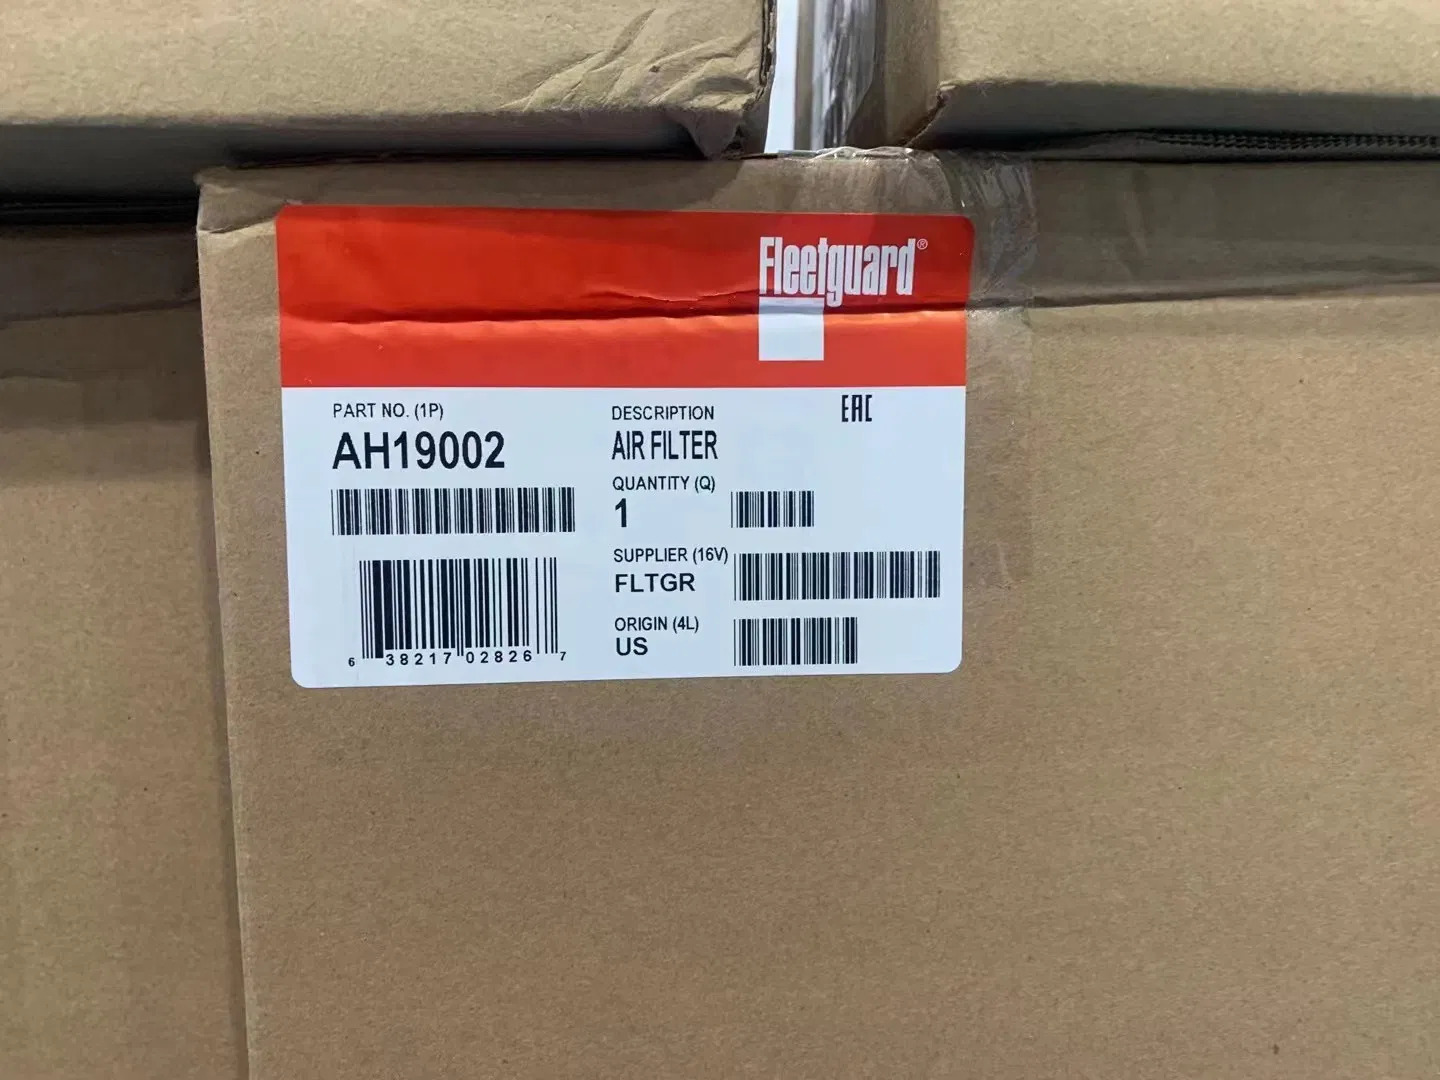 Fleetguard®
PART NO. (1P)
AH19002
DESCRIPTION
AIR FILTER
EAC
QUANTITY (Q)
1
SUPPLIER (16V)
FLTGR
ORIGIN (4L)
US
6 38217 02826 7